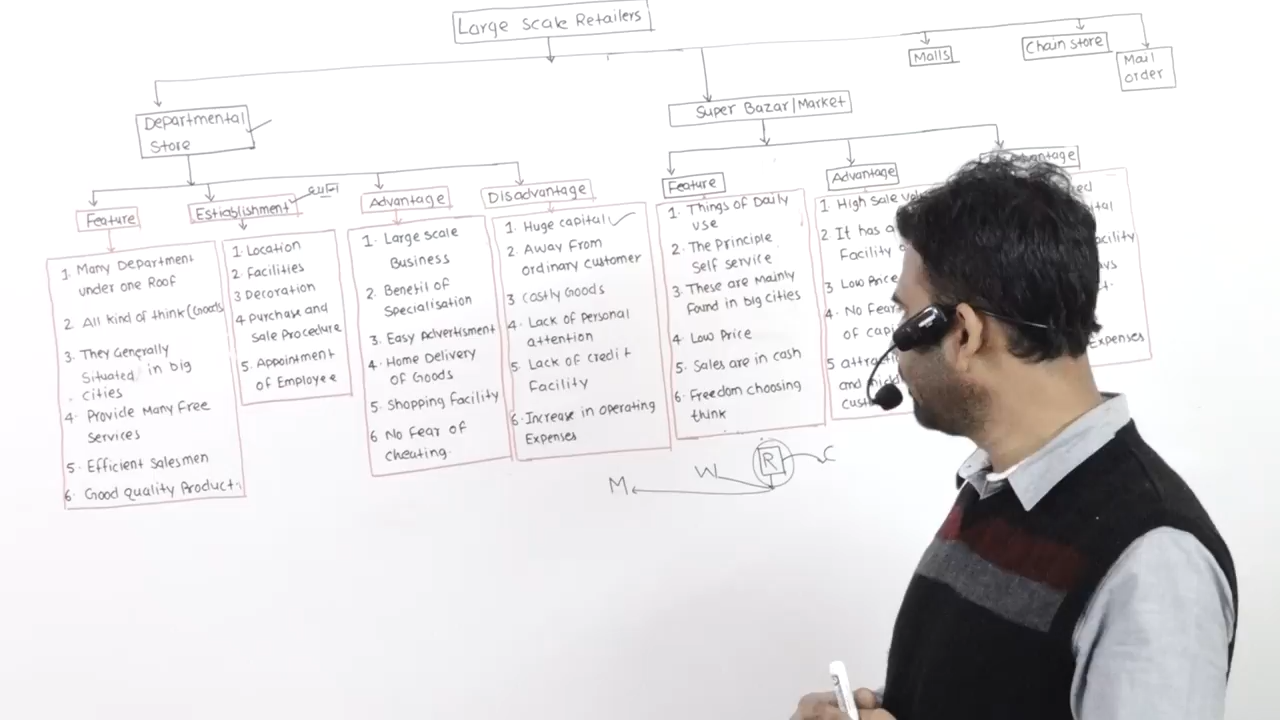 Large Scale Retailers
Malls
Chain store
Mail
order
Departmental
Store
Super Bazar/Market
Feature
Establishment
Advantage
Disadvantage
Feature
Advantage
1. Many Department
under one Roof
2. All kind of think (Goods
3. They Generally
Situated in big
cities
4. Provide Many Free
Services
5. Efficient Salesmen
6. Good quality Product.
1. Location
2. Facilities
3 Decoration
4 Purchase and
Sale Procedure
5. Appointment
of Employee
1. Large scale
Business
2. Benefil of
Specialisation
3. Easy Advertisment
4. Home Delivery
of Goods
5. Shopping Facility
6 No Fear of
cheating.
1. Huge capital
2. Away From
ordinary customer
3 Costly Goods
4. Lack of Personal
attention
5. Lack of credit
Facility
6. Increase in operating
Expenses
1. Things of Daily
use
2. The Principle
Self service
3. These are mainly
found in big cities
4 Low Price
5. Sales are in cash
6. Freedom choosing
think
1 High Sale
2 It has a
Facility
3 Low Price
4. No Fear
of
5
and
Expenses
M W R C